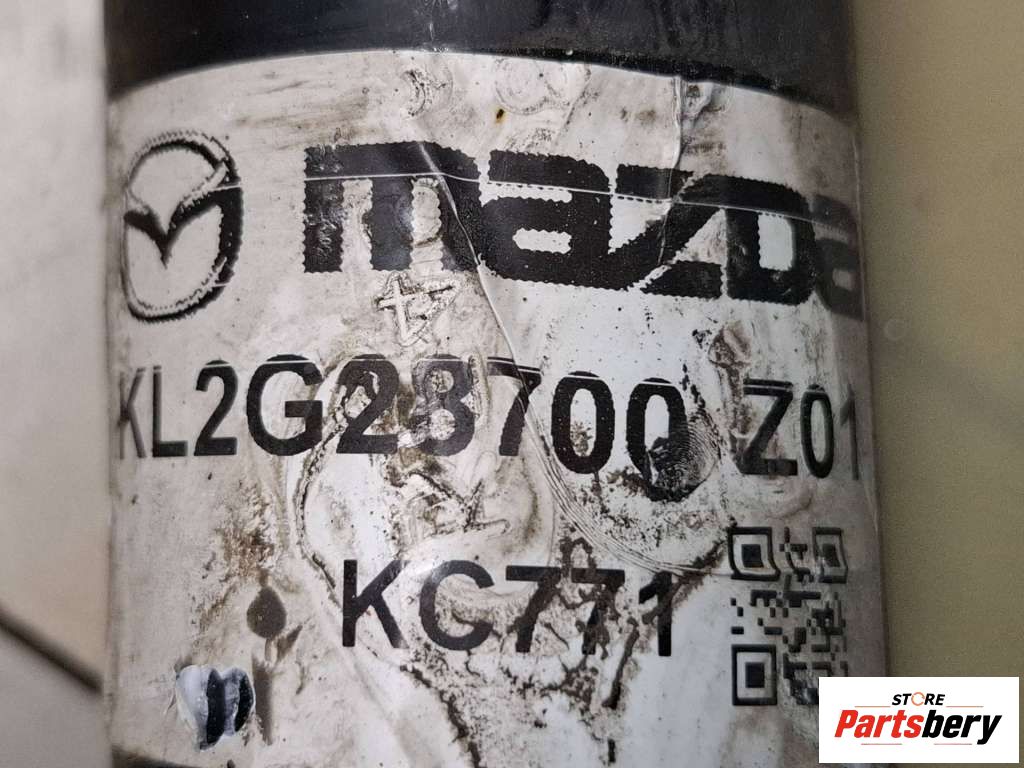 mazda
KL2G28700 Z01
KC771
STORE
Partsbery